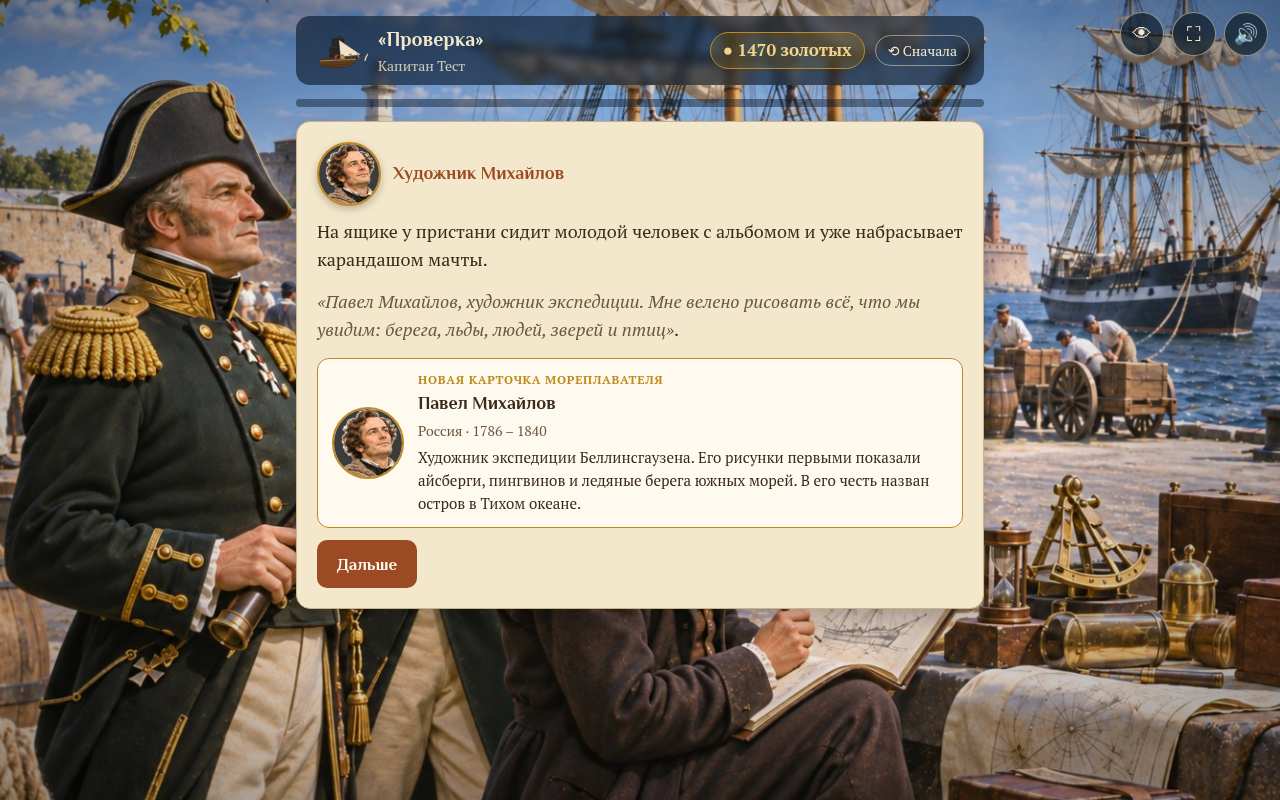 «Проверка»
Капитан Тест
● 1470 золотых
⟲ Сначала
Художник Михайлов
На ящике у пристани сидит молодой человек с альбомом и уже набрасывает
карандашом мачты.
«Павел Михайлов, художник экспедиции. Мне велено рисовать всё, что мы
увидим: берега, льды, людей, зверей и птиц».
НОВАЯ КАРТОЧКА МОРЕПЛАВАТЕЛЯ
Павел Михайлов
Россия · 1786 – 1840
Художник экспедиции Беллинсгаузена. Его рисунки первыми показали
айсберги, пингвинов и ледяные берега южных морей. В его честь назван
остров в Тихом океане.
Дальше